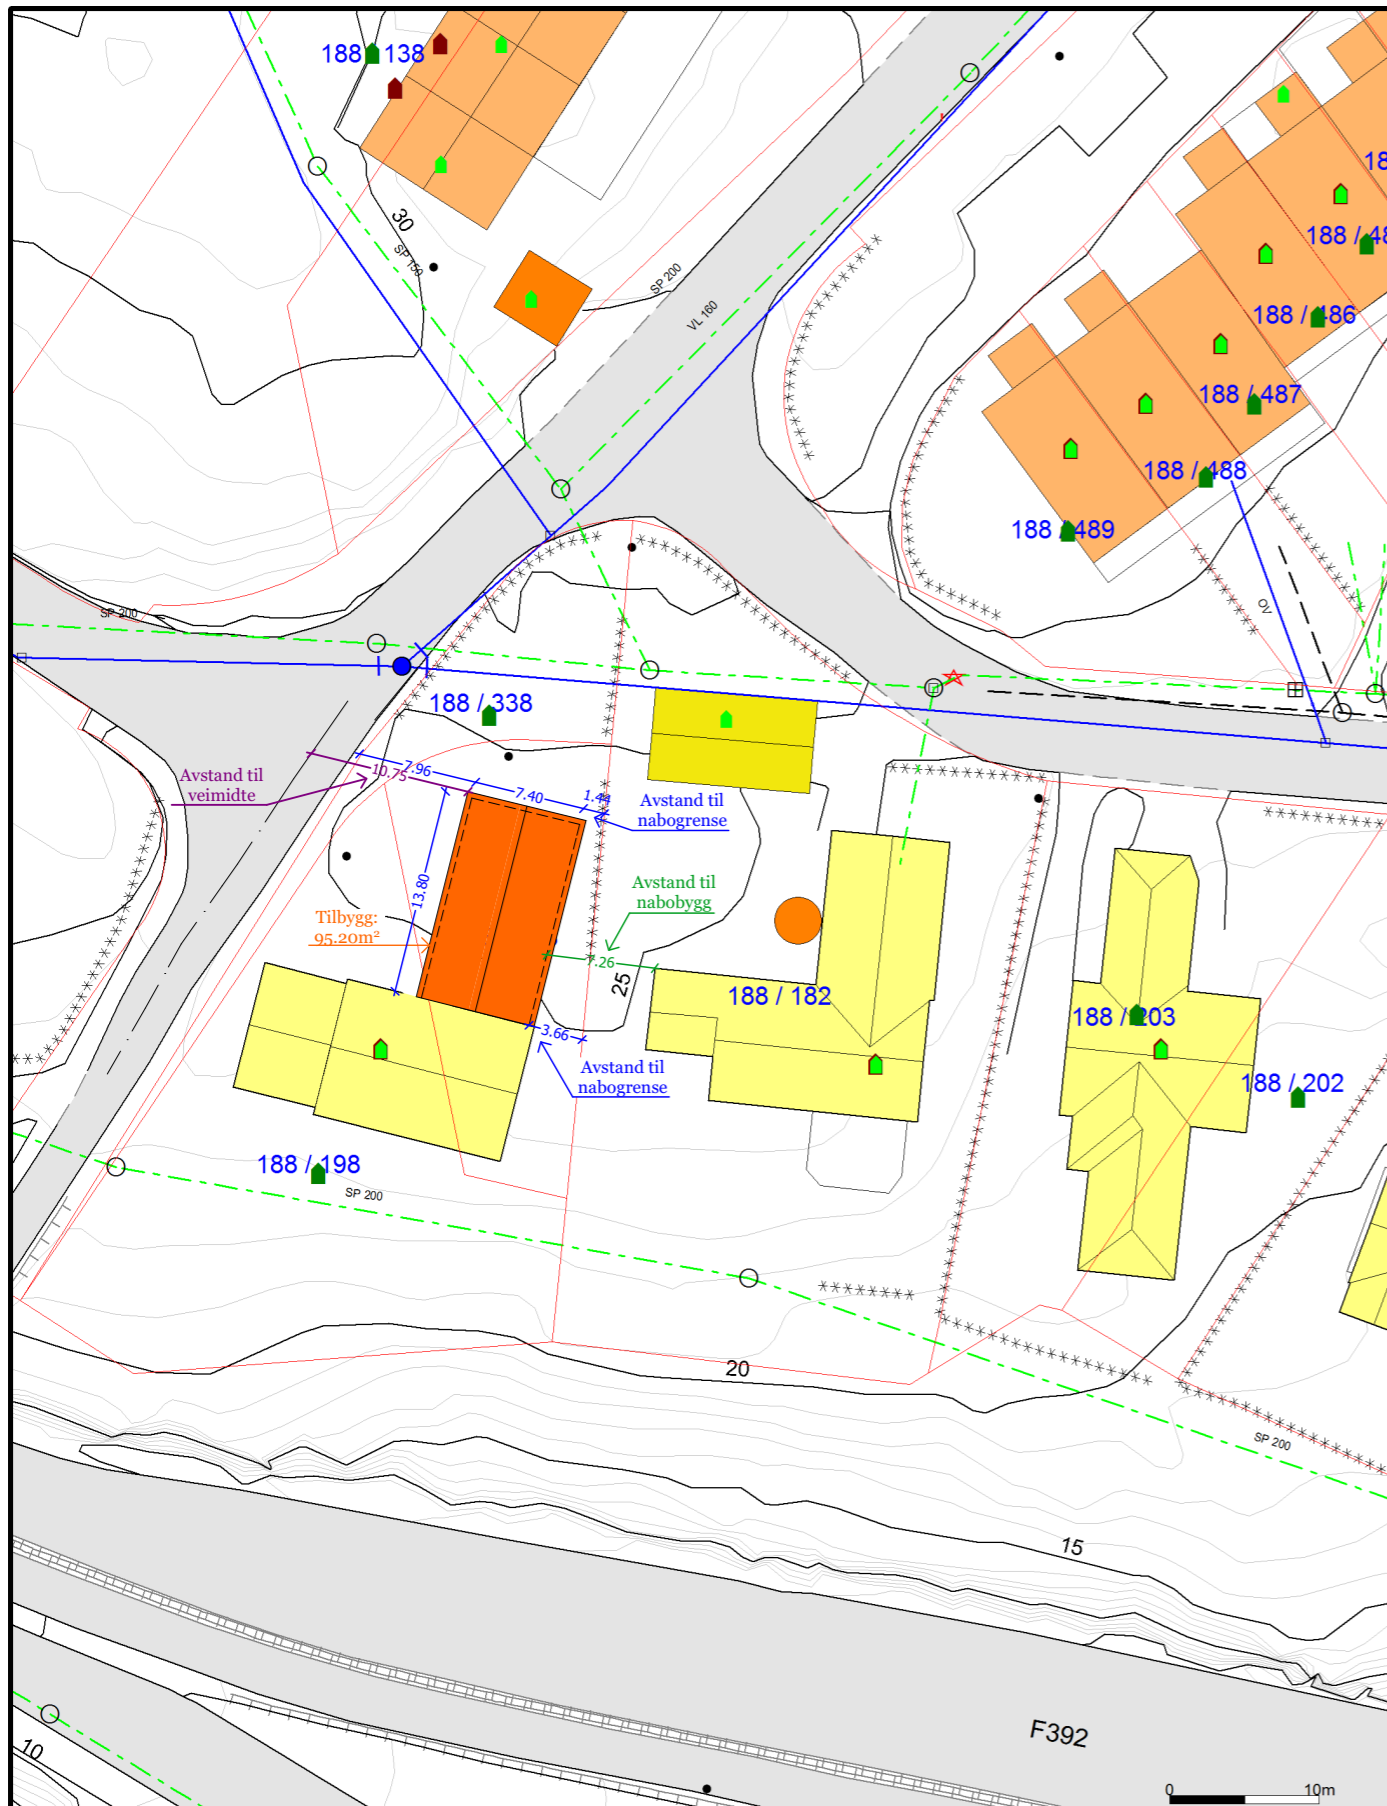 188 / 138
30
SP 150
SP 200
VL 160
188 / 486
188 / 487
188 / 488
188 / 489
OV
SP 200
188 / 338
Avstand til
veimidte
10.75
7.96
7.40
1.44
Avstand til
nabogrense
13.80
Avstand til
nabobygg
Tilbygg:
95.20m²
7.26
25
188 / 182
3.66
Avstand til
nabogrense
188 / 203
188 / 202
188 / 198
SP 200
20
SP 200
15
F392
10
0 10m